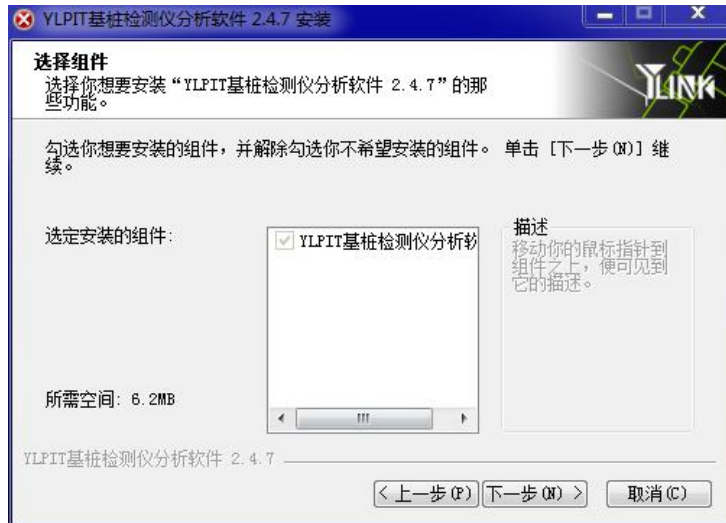 YLPIT基桩检测仪分析软件 2.4.7 安装
选择组件
选择你想要安装“YLPIT基桩检测仪分析软件 2.4.7”的那
些功能。
YLINK
勾选你想要安装的组件，并解除勾选你不希望安装的组件。 单击 [下一步(N)] 继
续。
选定安装的组件:
YLPIT基桩检测仪分析软
描述
移动你的鼠标指针到
组件之上，便可见到
它的描述。
所需空间: 6.2MB
YLPIT基桩检测仪分析软件 2.4.7
< 上一步(P) 下一步(N) > 取消(C)